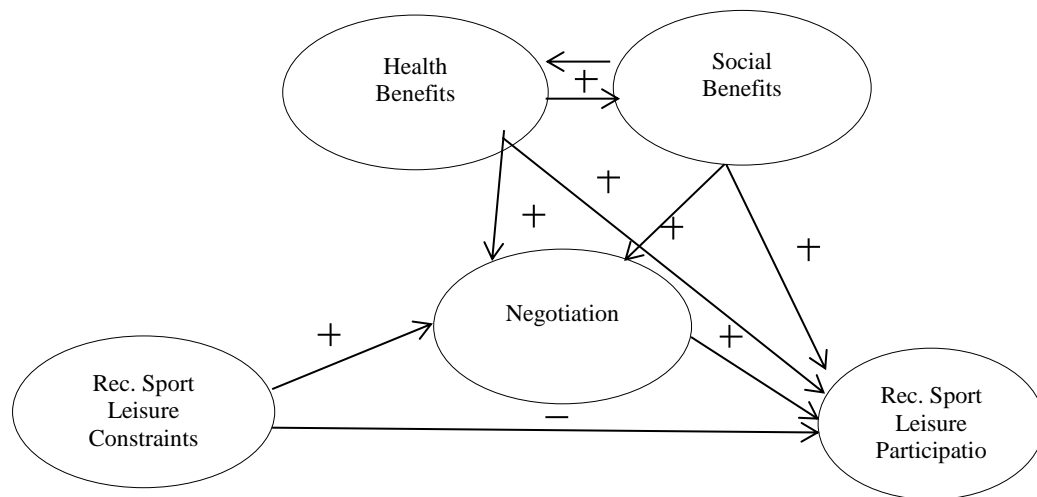 Health
Benefits
+
Social
Benefits
+
+
+
+
Negotiation
+
+
Rec. Sport
Leisure
Constraints
−
Rec. Sport
Leisure
Participatio